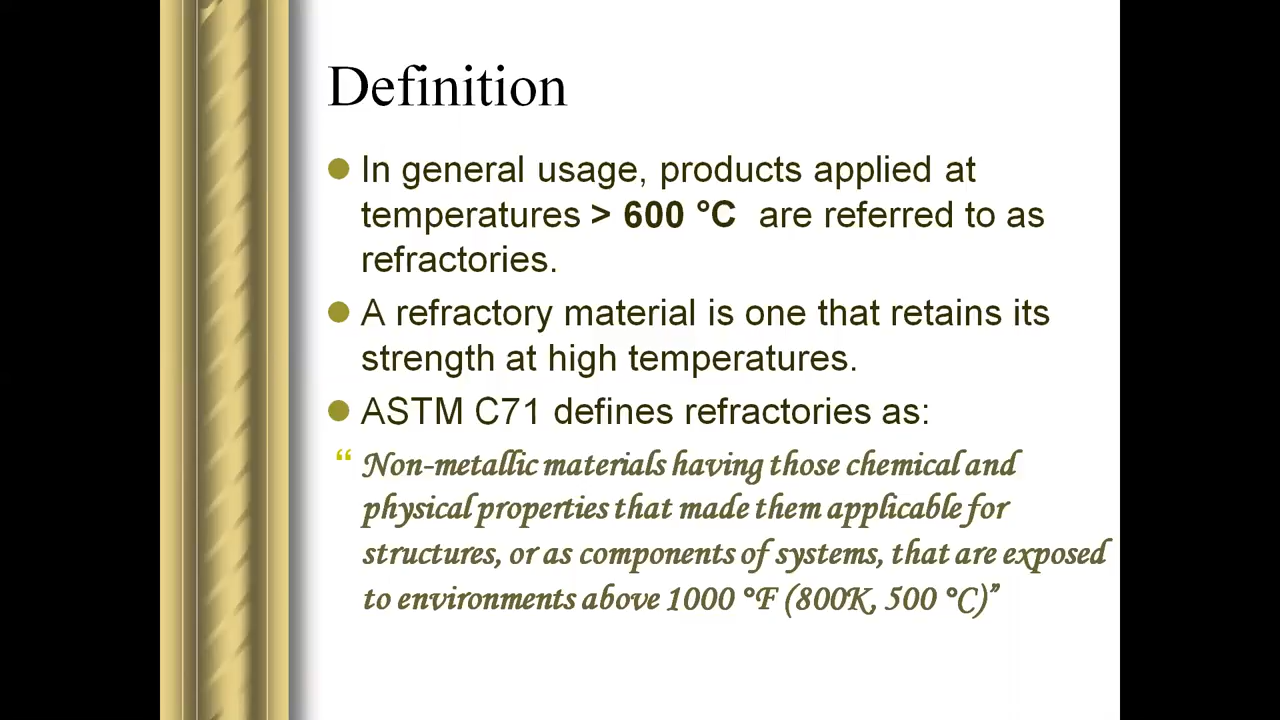 Definition
In general usage, products applied at
temperatures > 600 °C are referred to as
refractories.
A refractory material is one that retains its
strength at high temperatures.
ASTM C71 defines refractories as:
“ Non-metallic materials having those chemical and
physical properties that made them applicable for
structures, or as components of systems, that are exposed
to environments above 1000 °F (800K, 500 °C)”